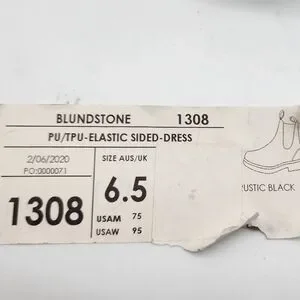 BLUNDSTONE 1308
PU/TPU-ELASTIC SIDED-DRESS
2/06/2020
PO:0000071
1308
SIZE AUS/UK
6.5
USAM 75
USAW 95
RUSTIC BLACK